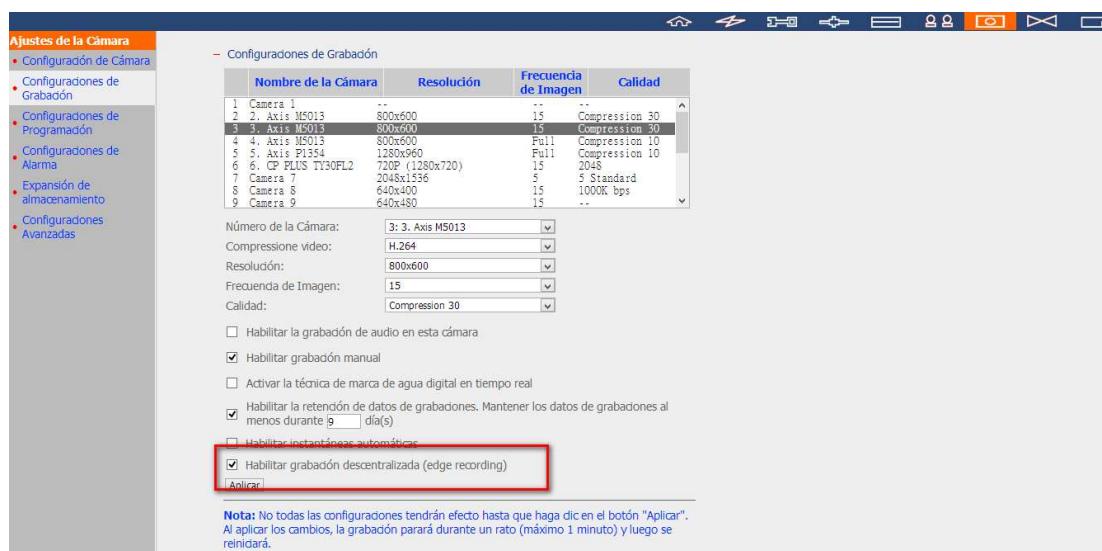 Ajustes de la Cámara
Configuración de Cámara
Configuraciones de
Grabación
Configuraciones de
Programación
Configuraciones de
Alarma
Expansión de
almacenamiento
Configuraciones
Avanzadas
− Configuraciones de Grabación
Nombre de la Cámara Resolución Frecuencia de Imagen Calidad
1 Camera 1 -- -- --
2 2. Axis M5013 800x600 15 Compression 30
3 3. Axis M5013 800x600 15 Compression 30
4 4. Axis M5013 800x600 Full Compression 10
5 5. Axis P1354 1280x960 Full Compression 10
6 6. CP PLUS TY30FL2 720P (1280x720) 15 2048
7 Camera 7 2048x1536 5 5 Standard
8 Camera 8 640x400 15 1000K bps
9 Camera 9 640x480 15 --
Número de la Cámara: 3: 3. Axis M5013
Compressione video: H.264
Resolución: 800x600
Frecuencia de Imagen: 15
Calidad: Compression 30
Habilitar la grabación de audio en esta cámara
Habilitar grabación manual
Activar la técnica de marca de agua digital en tiempo real
Habilitar la retención de datos de grabaciones. Mantener los datos de grabaciones al
menos durante 9 día(s)
Habilitar instantáneas automáticas
Habilitar grabación descentralizada (edge recording)
Aplicar
Nota: No todas las configuraciones tendrán efecto hasta que haga clic en el botón "Aplicar".
Al aplicar los cambios, la grabación parará durante un rato (máximo 1 minuto) y luego se
reiniciará.